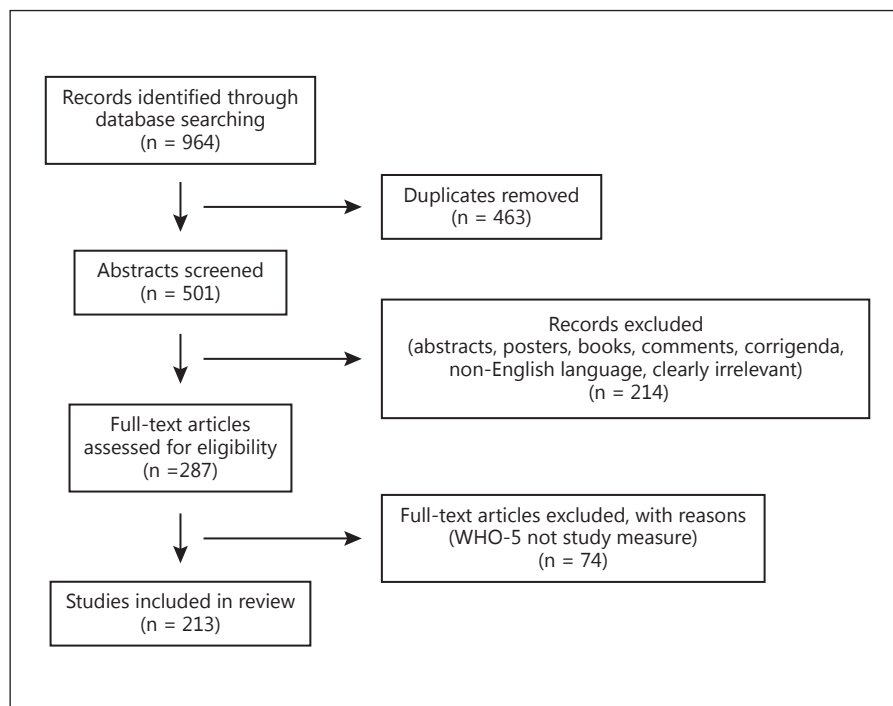 Records identified through
database searching
(n = 964)
Duplicates removed
(n = 463)
Abstracts screened
(n = 501)
Records excluded
(abstracts, posters, books, comments, corrigenda,
non-English language, clearly irrelevant)
(n = 214)
Full-text articles
assessed for eligibility
(n =287)
Full-text articles excluded, with reasons
(WHO-5 not study measure)
(n = 74)
Studies included in review
(n = 213)